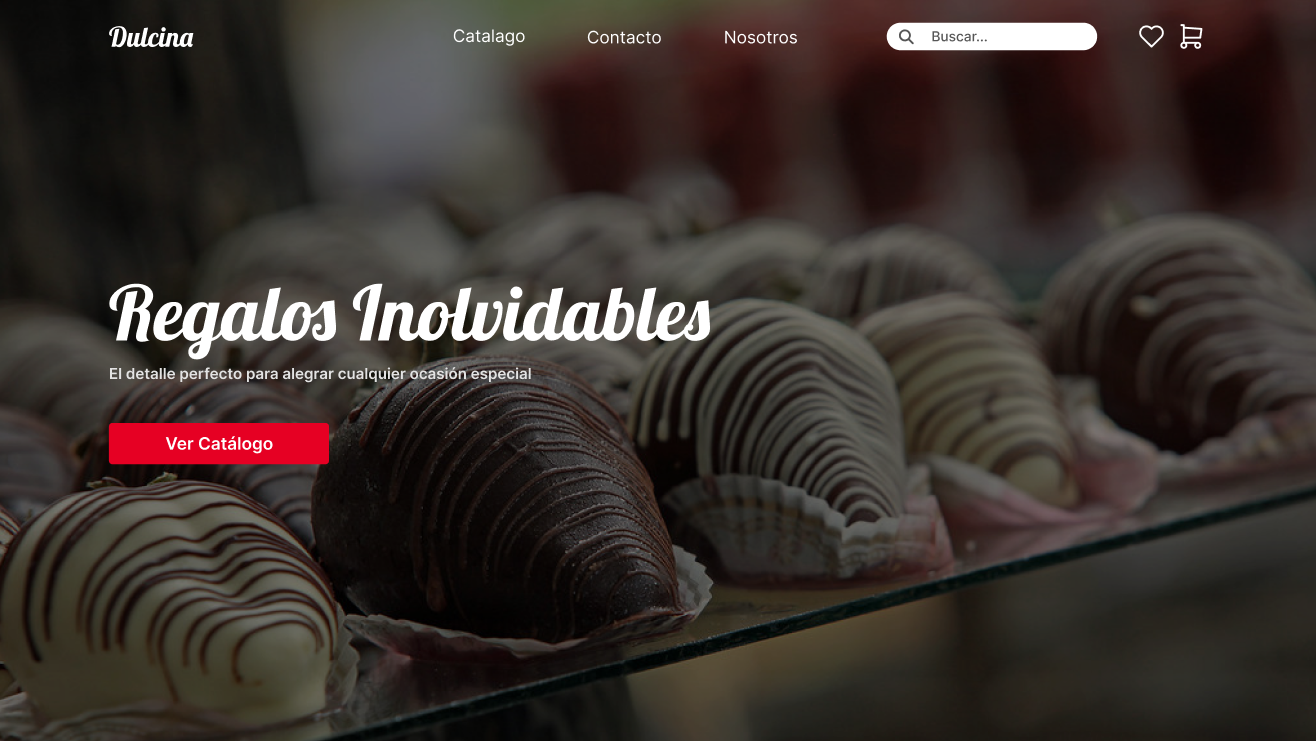 Dulcina
Catalago
Contacto
Nosotros
Buscar...
Regalos Inolvidables
El detalle perfecto para alegrar cualquier ocasión especial
Ver Catálogo